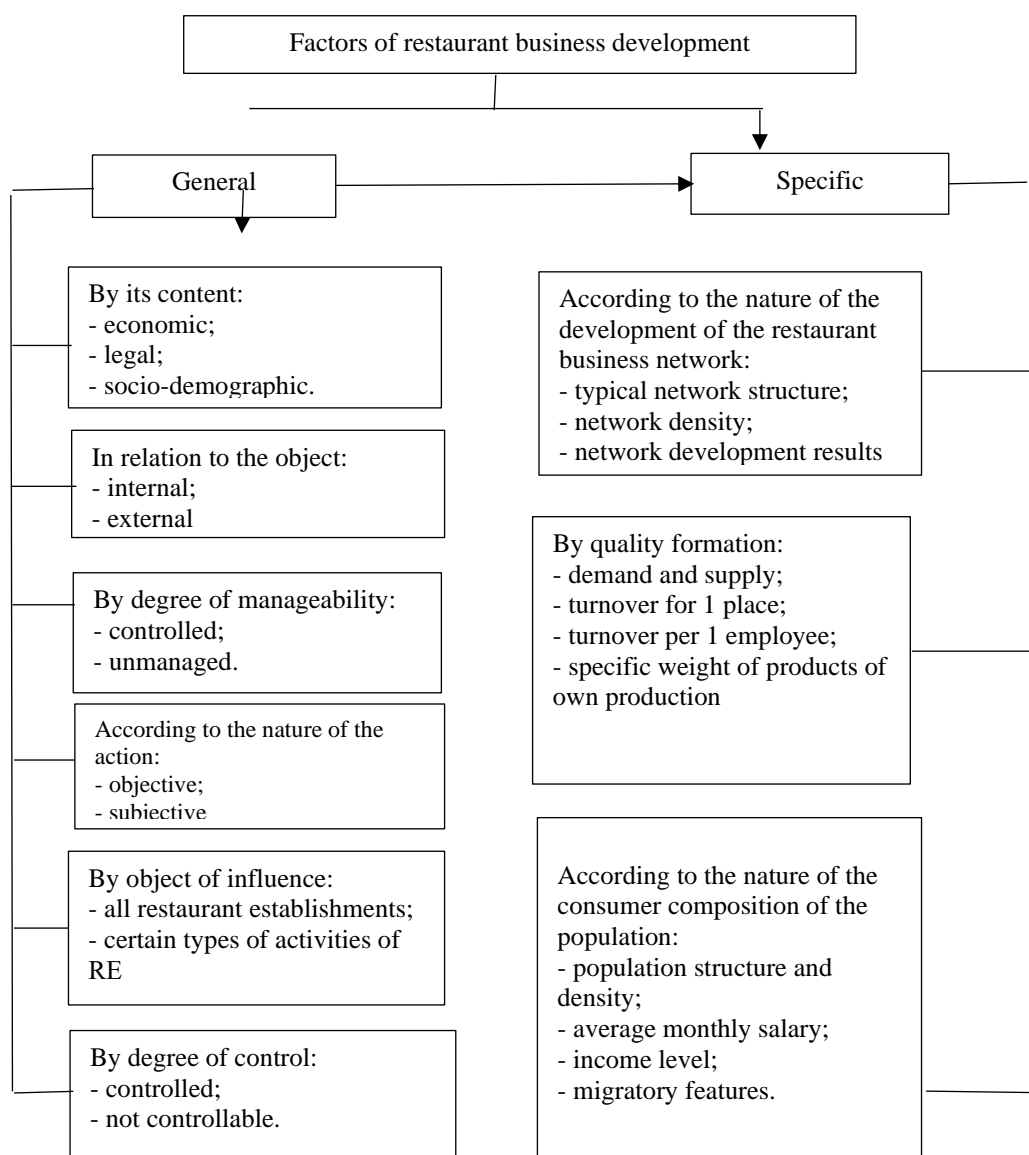 Factors of restaurant business development
General
Specific
By its content:
- economic;
- legal;
- socio-demographic.
In relation to the object:
- internal;
- external
By degree of manageability:
- controlled;
- unmanaged.
According to the nature of the
action:
- objective;
- subjective
By object of influence:
- all restaurant establishments;
- certain types of activities of
RE
By degree of control:
- controlled;
- not controllable.
According to the nature of the
development of the restaurant
business network:
- typical network structure;
- network density;
- network development results
By quality formation:
- demand and supply;
- turnover for 1 place;
- turnover per 1 employee;
- specific weight of products of
own production
According to the nature of the
consumer composition of the
population:
- population structure and
density;
- average monthly salary;
- income level;
- migratory features.